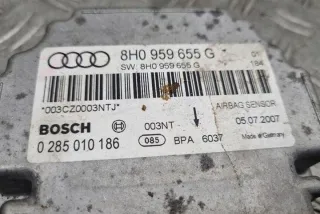 8H0 959 655 G
SW: 8H0 959 655 G
*003CZ0003NTJ*
AIRBAG SENSOR
BOSCH 003NT 05.07.2007
0 285 010 186 085 BPA 6037 Made in Germany